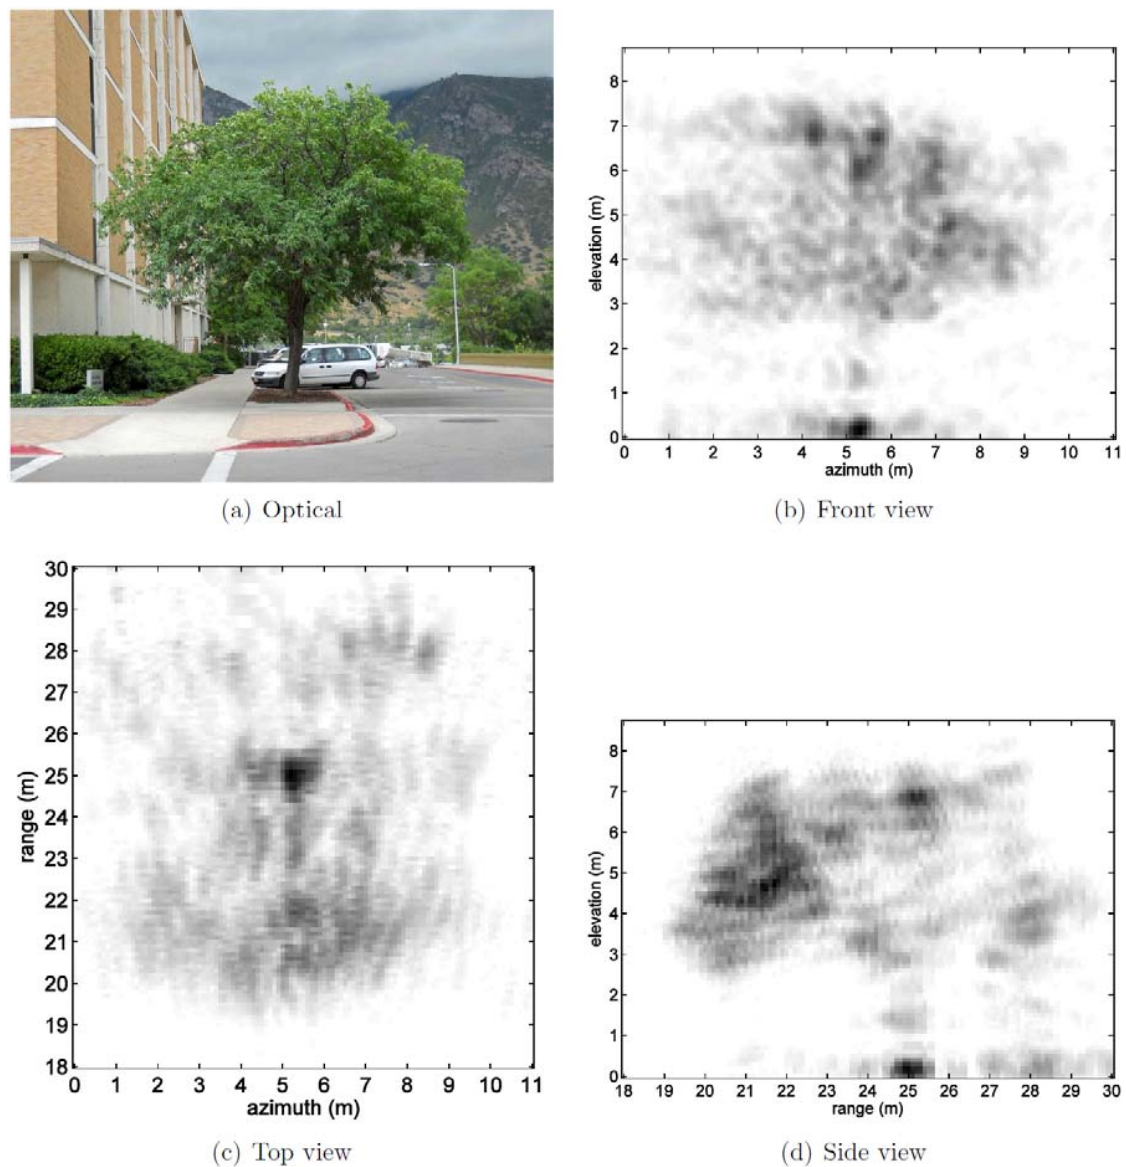 8
7
6
5
4
3
2
1
0
elevation (m)
0 1 2 3 4 5 6 7 8 9 10 11
azimuth (m)
(a) Optical
(b) Front view
30
29
28
27
26
25
24
23
22
21
20
19
18
range (m)
0 1 2 3 4 5 6 7 8 9 10 11
azimuth (m)
8
7
6
5
4
3
2
1
0
elevation (m)
18 19 20 21 22 23 24 25 26 27 28 29 30
range (m)
(c) Top view
(d) Side view